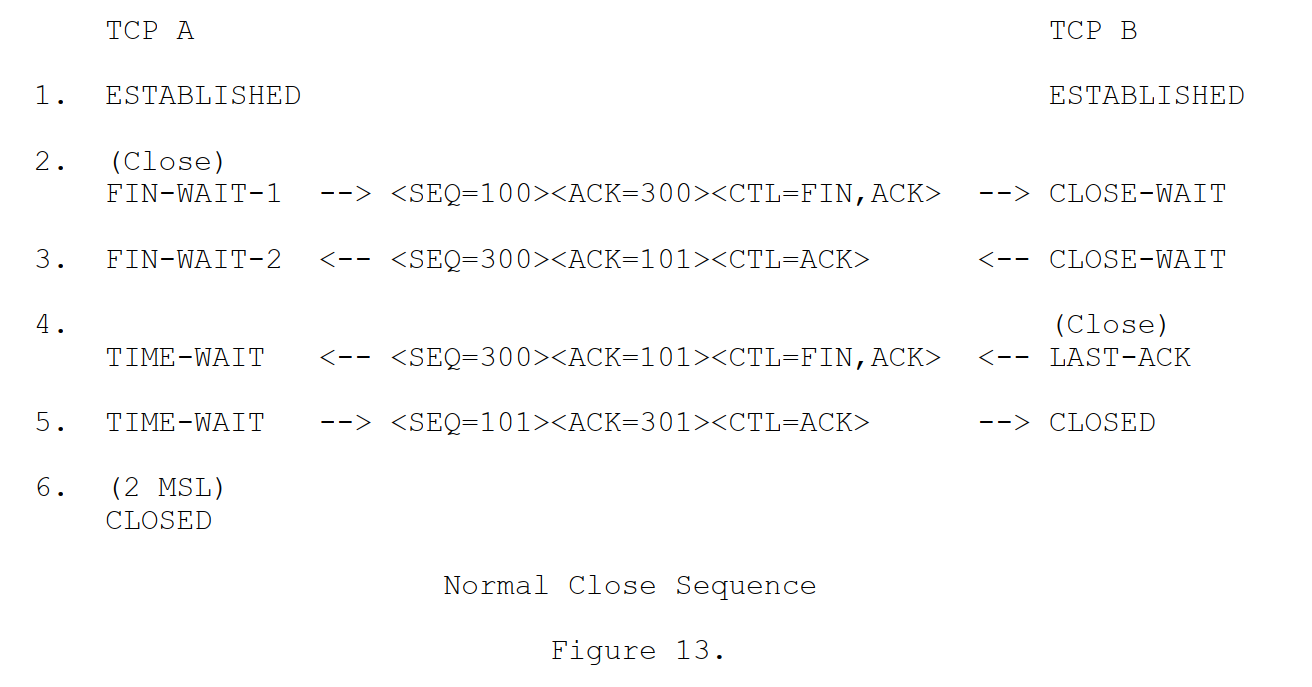 TCP A                                                TCP B
1.  ESTABLISHED                                          ESTABLISHED
2.  (Close)
    FIN-WAIT-1  --> <SEQ=100><ACK=300><CTL=FIN,ACK>  --> CLOSE-WAIT
3.  FIN-WAIT-2  <-- <SEQ=300><ACK=101><CTL=ACK>      <-- CLOSE-WAIT
4.                                                       (Close)
    TIME-WAIT   <-- <SEQ=300><ACK=101><CTL=FIN,ACK>  <-- LAST-ACK
5.  TIME-WAIT   --> <SEQ=101><ACK=301><CTL=ACK>      --> CLOSED
6.  (2 MSL)
    CLOSED
Normal Close Sequence
Figure 13.